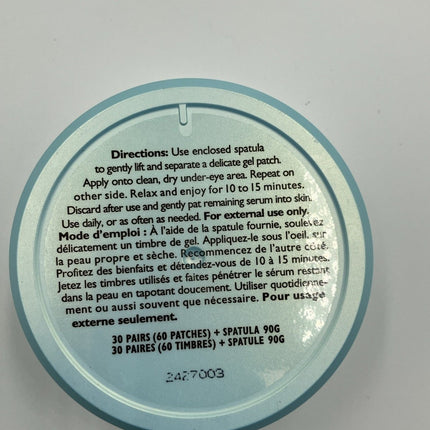 Directions: Use enclosed spatula
to gently lift and separate a delicate gel patch.
Apply onto clean, dry under-eye area. Repeat on
other side. Relax and enjoy for 10 to 15 minutes.
Discard after use and gently pat remaining serum into skin.
Use daily, or as often as needed. For external use only.
Mode d'emploi : À l'aide de la spatule fournie, soulevez
délicatement un timbre de gel. Appliquez-le sous l'oeil, sur
la peau propre et sèche. Recommencez de l'autre côté.
Profitez des bienfaits et détendez-vous de 10 à 15 minutes.
Jetez les timbres utilisés et faites pénétrer le sérum restant
dans la peau en tapotant doucement. Utiliser quotidienne-
ment ou aussi souvent que nécessaire. Pour usage
externe seulement.
30 PAIRS (60 PATCHES) + SPATULA 90G
30 PAIRES (60 TIMBRES) + SPATULE 90G
2427003